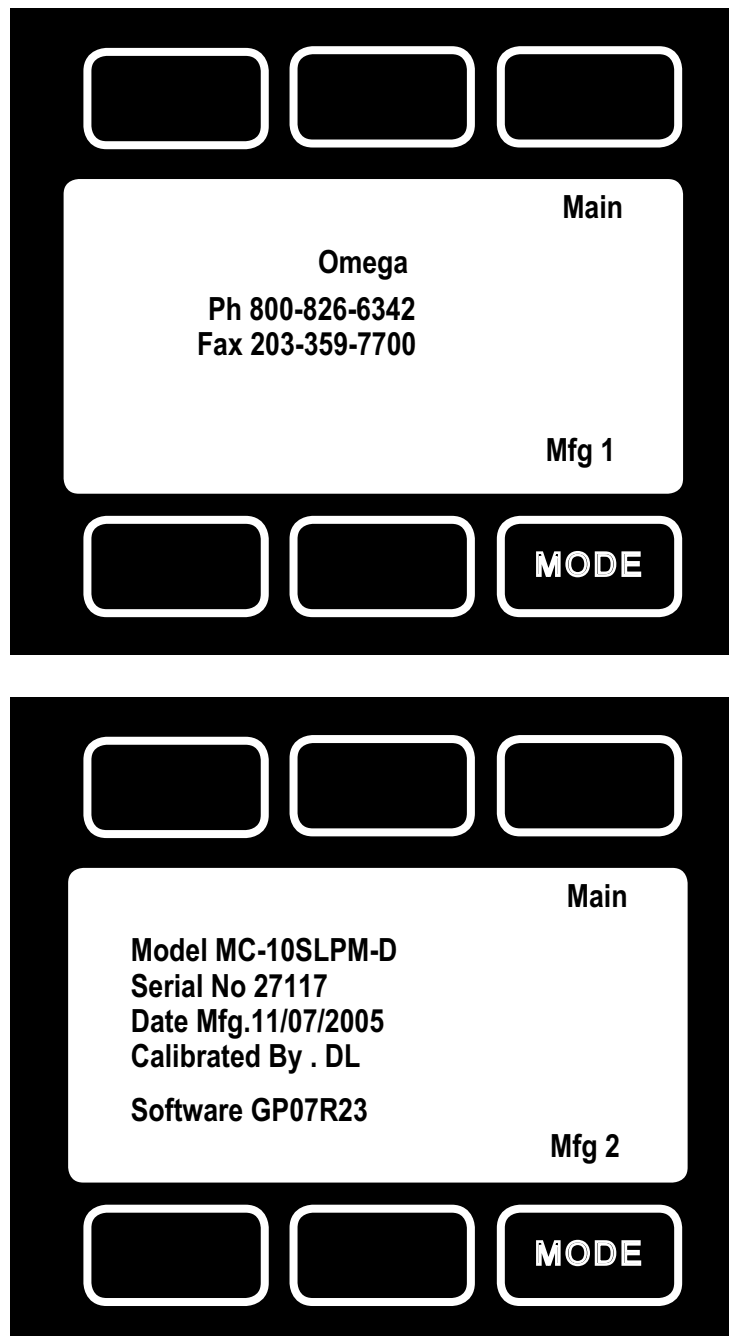 Main
Omega
Ph 800-826-6342
Fax 203-359-7700
Mfg 1
MODE
Main
Model MC-10SLPM-D
Serial No 27117
Date Mfg.11/07/2005
Calibrated By . DL
Software GP07R23
Mfg 2
MODE